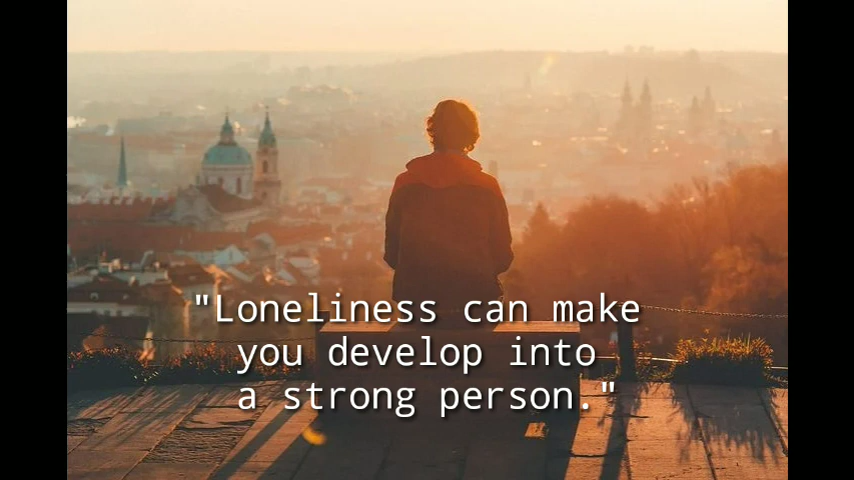 "Loneliness can make
you develop into
a strong person."